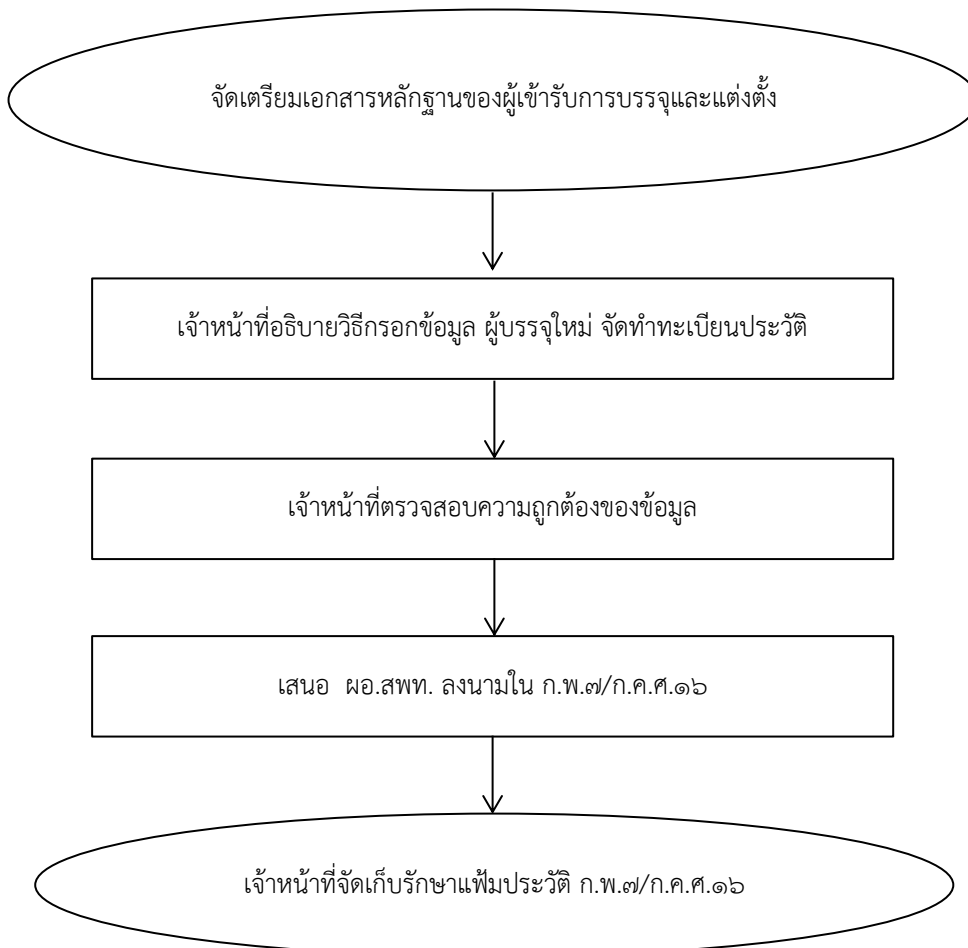 จัดเตรียมเอกสารหลักฐานของผู้เข้ารับการบรรจุและแต่งตั้ง
เจ้าหน้าที่อธิบายวิธีกรอกข้อมูล ผู้บรรจุใหม่ จัดทำทะเบียนประวัติ
เจ้าหน้าที่ตรวจสอบความถูกต้องของข้อมูล
เสนอ ผอ.สพท. ลงนามใน ก.พ.๗/ก.ค.ศ.๑๖
เจ้าหน้าที่จัดเก็บรักษาแฟ้มประวัติ ก.พ.๗/ก.ค.ศ.๑๖